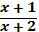 x + 1
x + 2